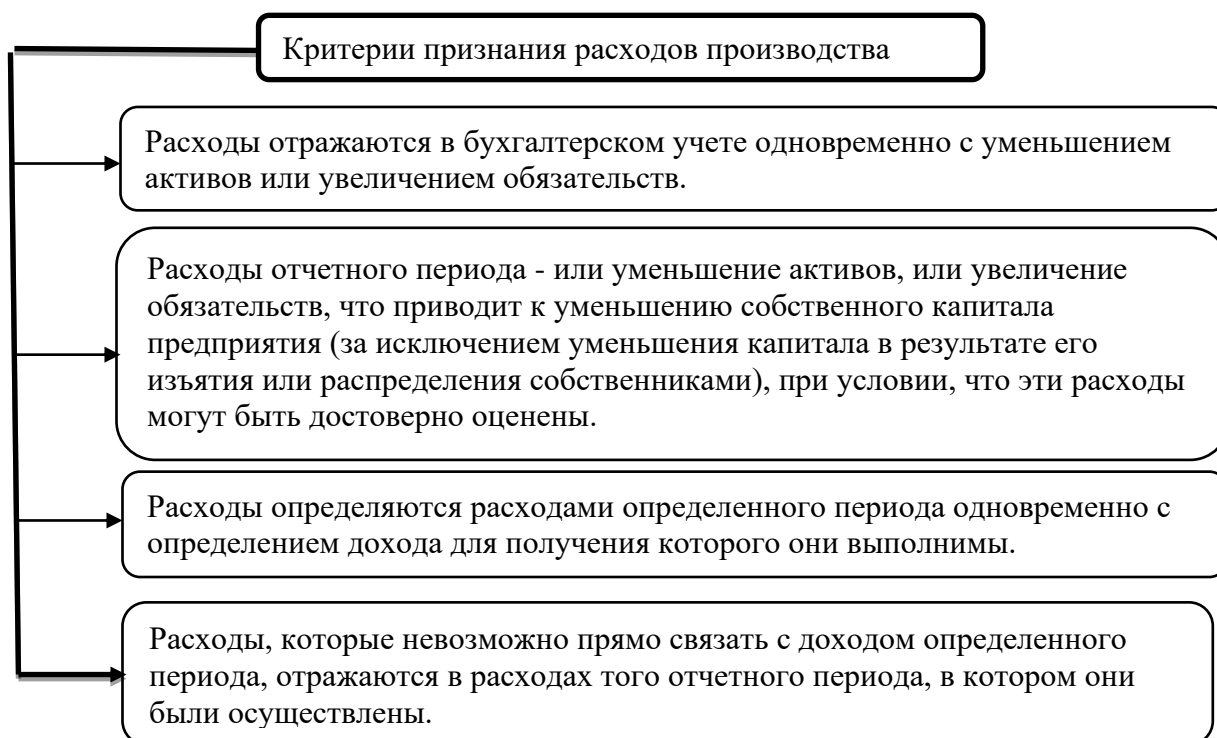 Критерии признания расходов производства
Расходы отражаются в бухгалтерском учете одновременно с уменьшением
активов или увеличением обязательств.
Расходы отчетного периода - или уменьшение активов, или увеличение
обязательств, что приводит к уменьшению собственного капитала
предприятия (за исключением уменьшения капитала в результате его
изъятия или распределения собственниками), при условии, что эти расходы
могут быть достоверно оценены.
Расходы определяются расходами определенного периода одновременно с
определением дохода для получения которого они выполнимы.
Расходы, которые невозможно прямо связать с доходом определенного
периода, отражаются в расходах того отчетного периода, в котором они
были осуществлены.